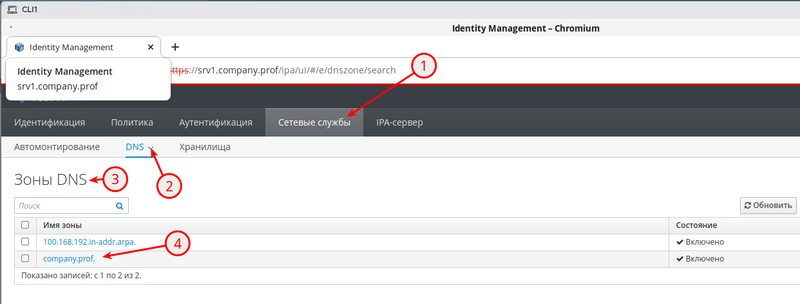 CLI1
Identity Management – Chromium
Identity Management
Identity Management
srv1.company.prof
https://srv1.company.prof/ipa/ui/#/e/dnszone/search
1
Идентификация Политика Аутентификация Сетевые службы IPA-сервер
Автомонтирование DNS Хранилища
2
Зоны DNS
3
Поиск Обновить
Имя зоны Состояние
100.168.192.in-addr.arpa. Включено
4
company.prof. Включено
Показано записей: с 1 по 2 из 2.